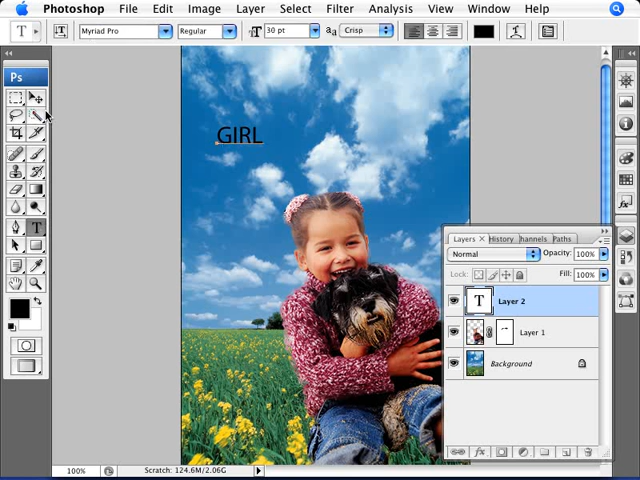 Photoshop File Edit Image Layer Select Filter Analysis View Window Help
T Myriad Pro Regular T 30 pt aa Crisp
Ps
GIRL
Layers × History hannels Paths
Normal Opacity: 100%
Lock: Fill: 100%
T Layer 2
Layer 1
Background
T
100% Scratch: 124.6M/2.06G